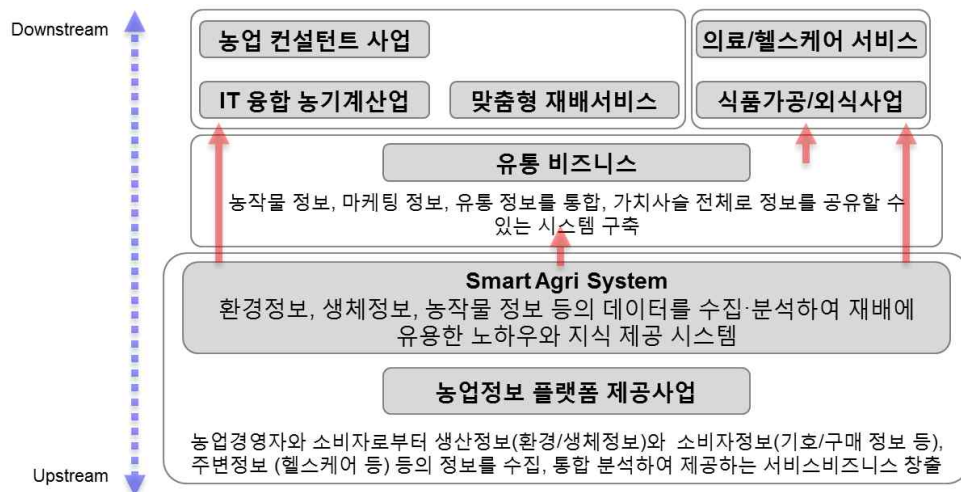 Downstream
농업 컨설턴트 사업
의료/헬스케어 서비스
IT 융합 농기계산업
맞춤형 재배서비스
식품가공/외식사업
유통 비즈니스
농작물 정보, 마케팅 정보, 유통 정보를 통합, 가치사슬 전체로 정보를 공유할 수
있는 시스템 구축
Smart Agri System
환경정보, 생체정보, 농작물 정보 등의 데이터를 수집·분석하여 재배에
유용한 노하우와 지식 제공 시스템
농업정보 플랫폼 제공사업
농업경영자와 소비자로부터 생산정보(환경/생체정보)와 소비자정보(기호/구매 정보 등),
주변정보 (헬스케어 등) 등의 정보를 수집, 통합 분석하여 제공하는 서비스비즈니스 창출
Upstream